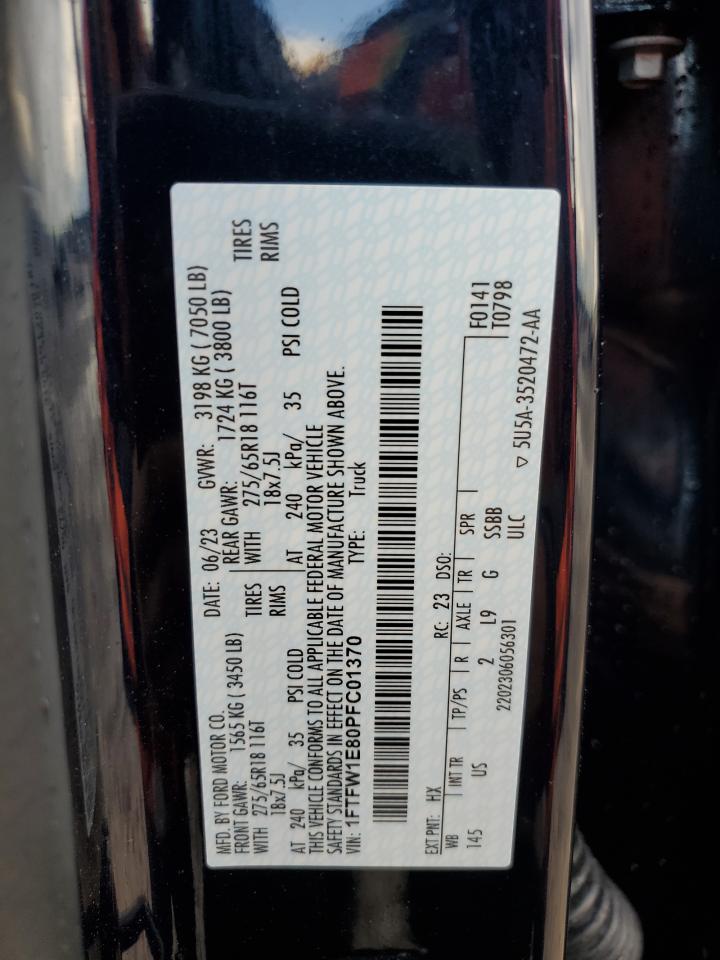 MFD. BY FORD MOTOR CO. DATE: 06/23 GVWR: 3198 KG ( 7050 LB)
FRONT GAWR: 1565 KG ( 3450 LB) REAR GAWR: 1724 KG ( 3800 LB)
WITH 275/65R18 116T TIRES WITH 275/65R18 116T TIRES
18x7.5J RIMS 18x7.5J RIMS
AT 240 kPa/ 35 PSI COLD AT 240 kPa/ 35 PSI COLD
THIS VEHICLE CONFORMS TO ALL APPLICABLE FEDERAL MOTOR VEHICLE
SAFETY STANDARDS IN EFFECT ON THE DATE OF MANUFACTURE SHOWN ABOVE.
VIN: 1FTFW1E80PFC01370 TYPE: Truck
EXT PNT: HX RC: 23 DSO:
WB INT TR TP/PS R AXLE TR SPR F0141
145 US 2 L9 G SSBB T0798
2202306056301 ULC ▽ 5U5A-3520472-AA